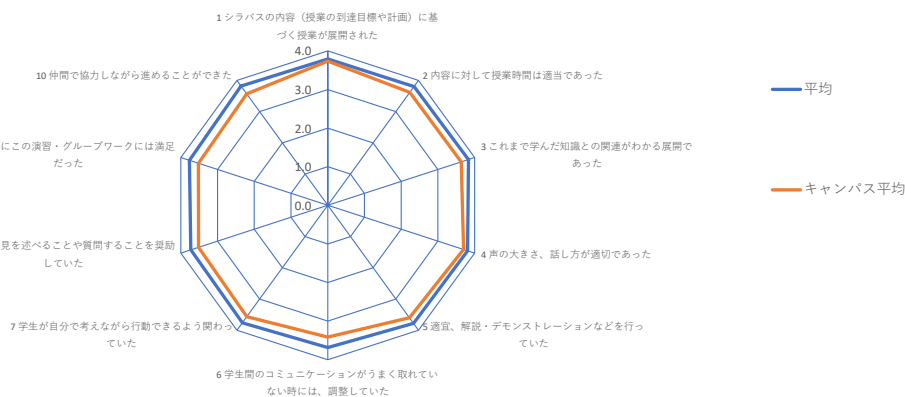 1 シラバスの内容（授業の到達目標や計画）に基
づく授業が展開された
4.0
10 仲間で協力しながら進めることができた
2 内容に対して授業時間は適当であった
平均
3.0
2.0
にこの演習・グループワークには満足
だった
3 これまで学んだ知識との関連がわかる展開で
あった
1.0
キャンパス平均
0.0
見を述べることや質問することを奨励
していた
4 声の大きさ、話し方が適切であった
7 学生が自分で考えながら行動できるよう関わっ
ていた
5 適宜、解説・デモンストレーションなどを行っ
ていた
6 学生間のコミュニケーションがうまく取れてい
ない時には、調整していた